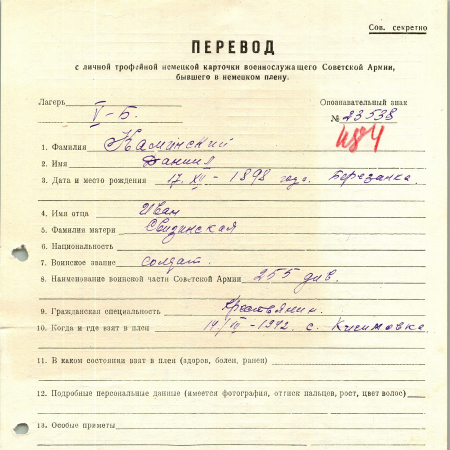 Сов. секретно
ПЕРЕВОД
с личной трофейной немецкой карточки военнослужащего Советской Армии,
бывшего в немецком плену.
Лагерь Опознавательный знак
V-Б. № 23538
484
1. Фамилия Каминский
2. Имя Даниил
3. Дата и место рождения 17. XII - 1898 года. Березанка.
4. Имя отца Иван
5. Фамилия матери Свидинская
6. Национальность
7. Воинское звание солдат.
8. Наименование воинской части Советской Армии 255 див.
9. Гражданская специальность Крестьянин.
10. Когда и где взят в плен 1942 с.
11. В каком состоянии взят в плен (здоров, болен, ранен)
12. Подробные персональные данные (имеется фотография, оттиск пальцев, рост, цвет волос)
13. Особые приметы